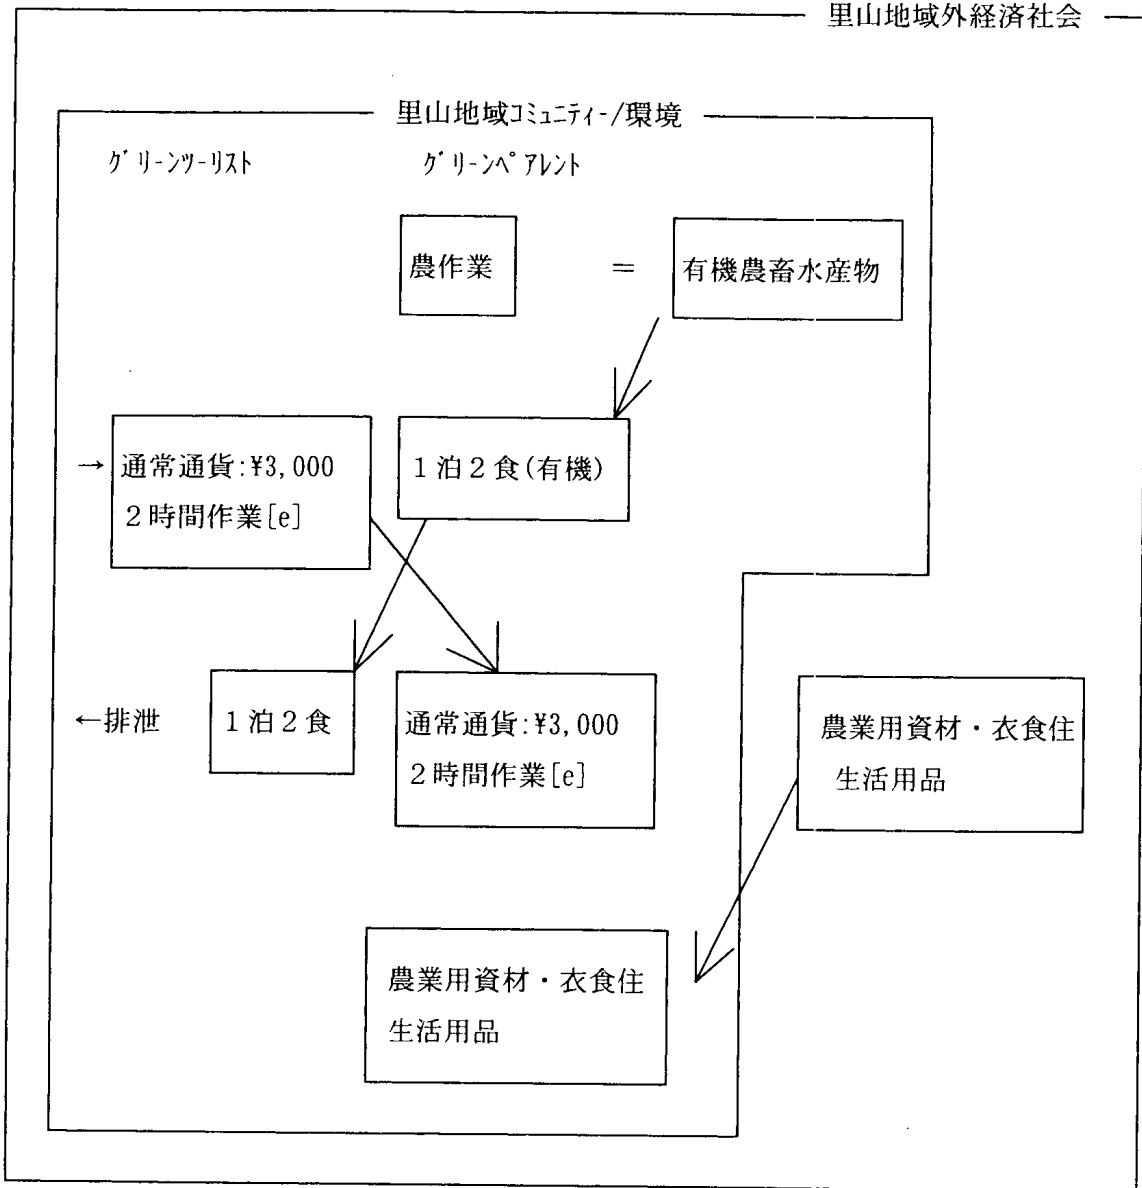 里山地域外経済社会
里山地域ｺﾐｭﾆﾃｨｰ/環境
ｸﾞﾘｰﾝﾂｰﾘｽﾄ
ｸﾞﾘｰﾝﾍﾟｱﾚﾝﾄ
農作業
＝
有機農畜水産物
→
通常通貨:¥3,000
２時間作業[e]
１泊２食(有機)
←排泄
１泊２食
通常通貨:¥3,000
２時間作業[e]
農業用資材・衣食住
生活用品
農業用資材・衣食住
生活用品